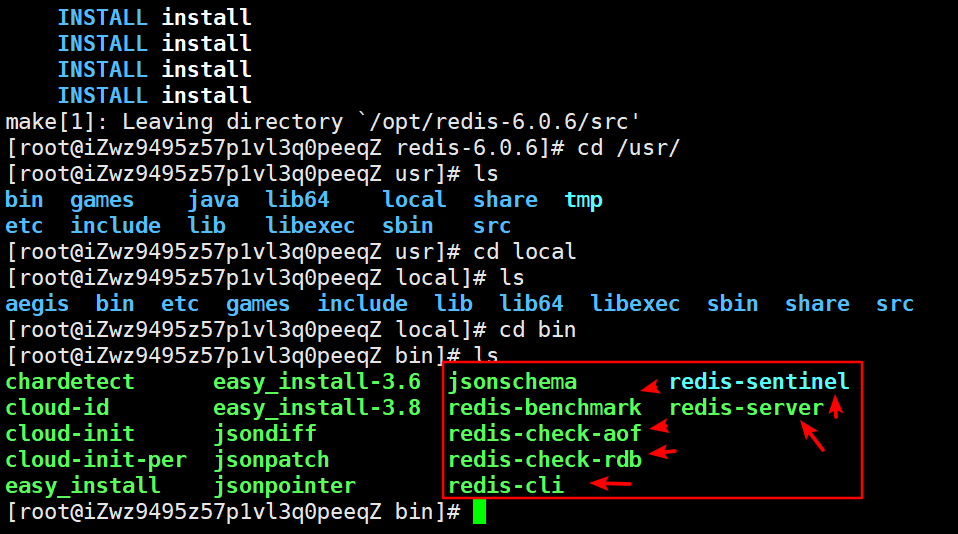 INSTALL install
INSTALL install
INSTALL install
INSTALL install
make[1]: Leaving directory `/opt/redis-6.0.6/src'
[root@iZwz9495z57p1vl3q0peeqZ redis-6.0.6]# cd /usr/
[root@iZwz9495z57p1vl3q0peeqZ usr]# ls
bin games java lib64 local share tmp
etc include lib libexec sbin src
[root@iZwz9495z57p1vl3q0peeqZ usr]# cd local
[root@iZwz9495z57p1vl3q0peeqZ local]# ls
aegis bin etc games include lib lib64 libexec sbin share src
[root@iZwz9495z57p1vl3q0peeqZ local]# cd bin
[root@iZwz9495z57p1vl3q0peeqZ bin]# ls
chardetect easy_install-3.6 jsonschema redis-sentinel
cloud-id easy_install-3.8 redis-benchmark redis-server
cloud-init jsondiff redis-check-aof
cloud-init-per jsonpatch redis-check-rdb
easy_install jsonpointer redis-cli
[root@iZwz9495z57p1vl3q0peeqZ bin]#